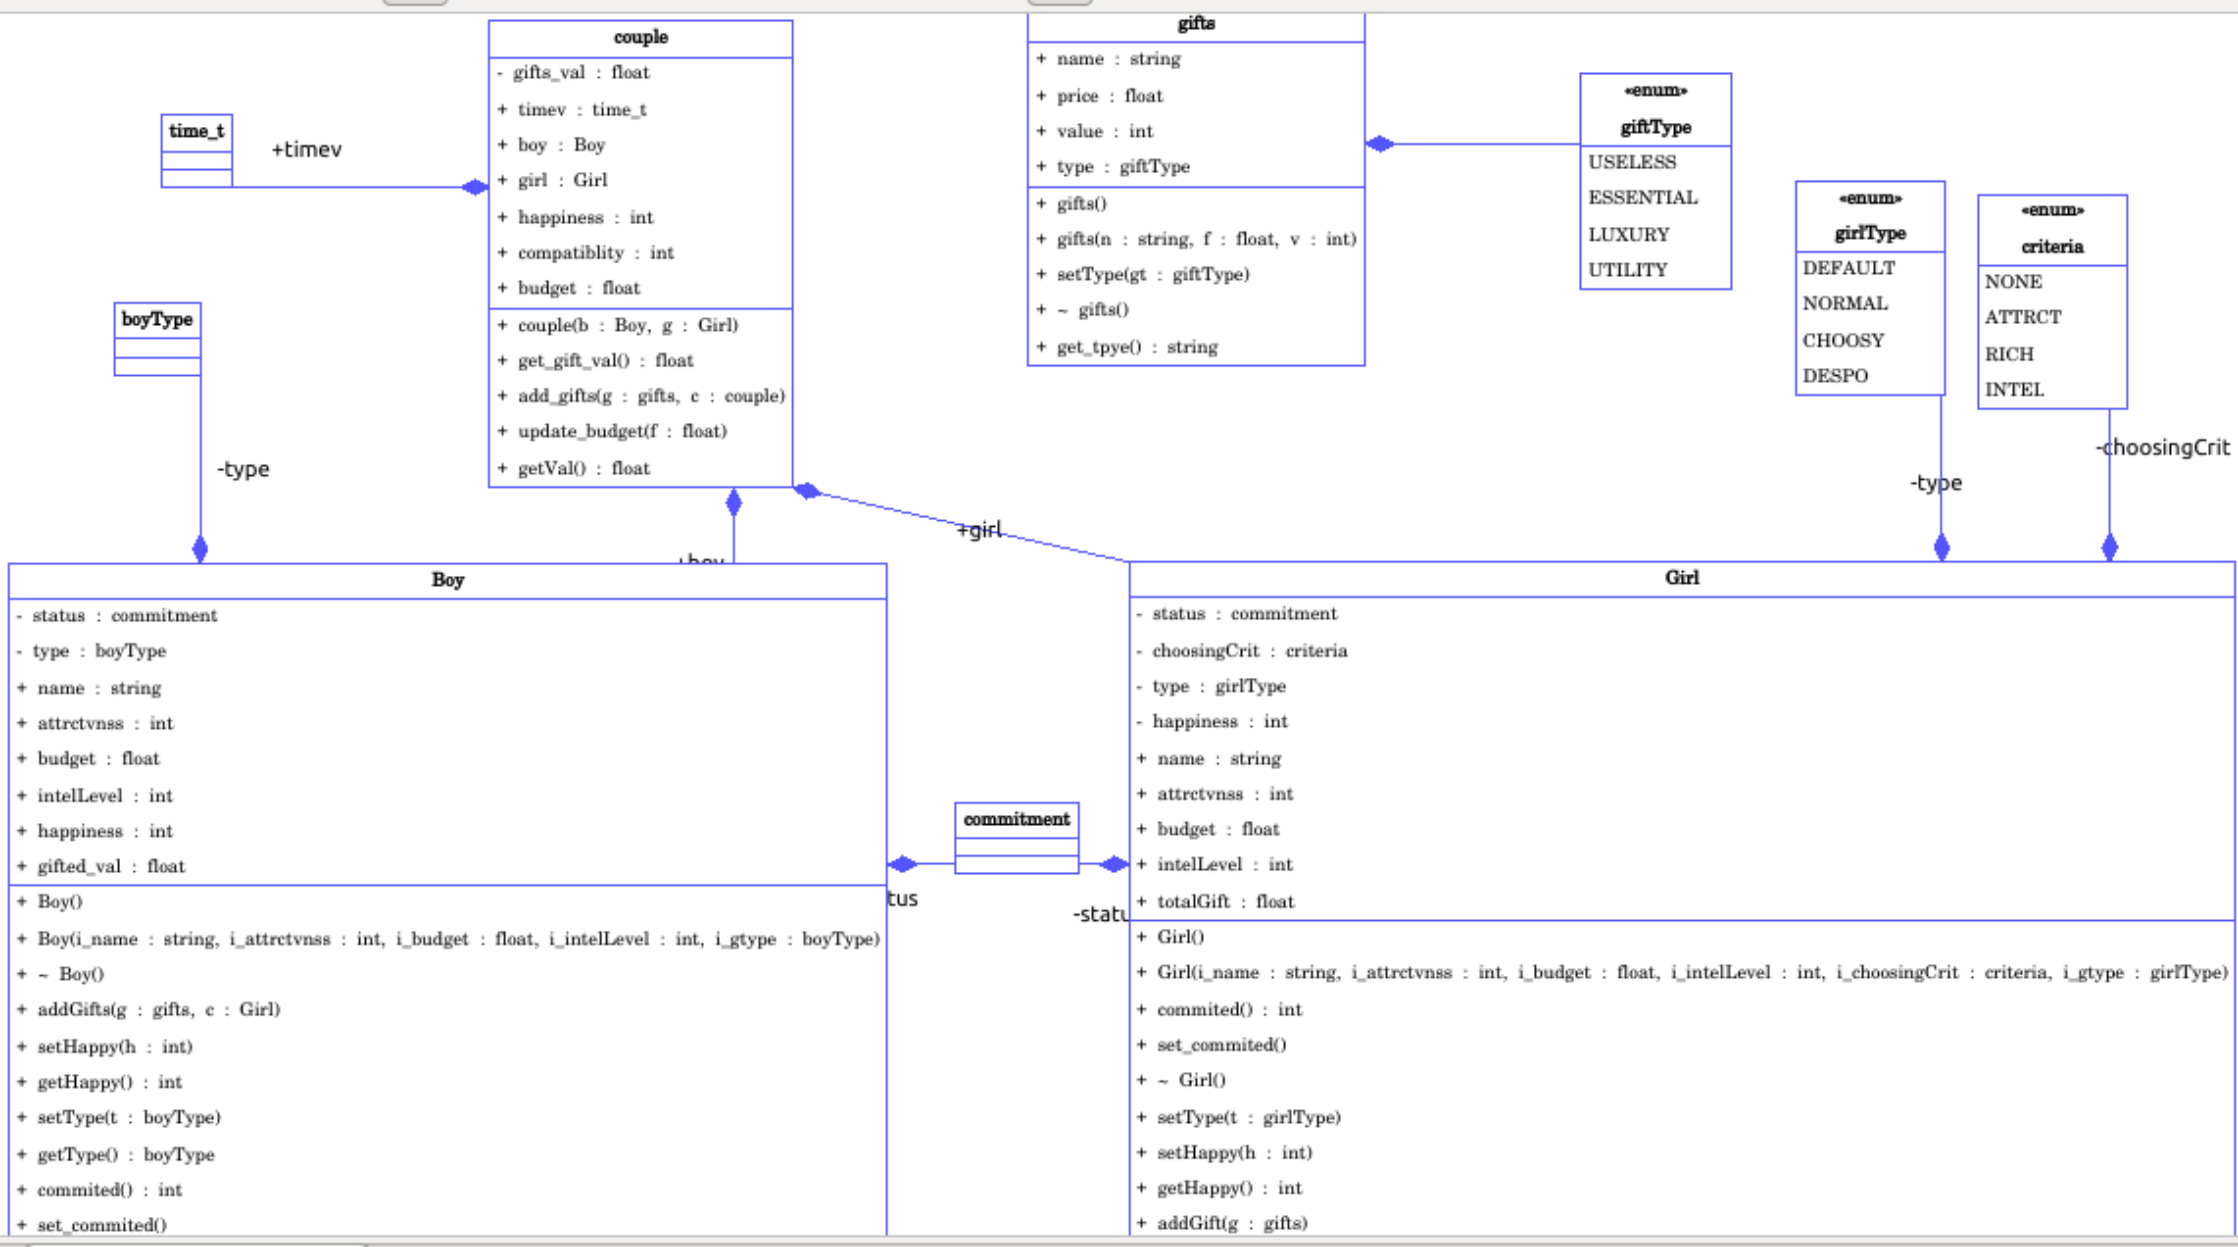 couple
- gifts_val : float
+ timev : time_t
+ boy : Boy
+ girl : Girl
+ happiness : int
+ compatiblity : int
+ budget : float
+ couple(b : Boy, g : Girl)
+ get_gift_val() : float
+ add_gifts(g : gifts, c : couple)
+ update_budget(f : float)
+ getVal() : float
gifts
+ name : string
+ price : float
+ value : int
+ type : giftType
+ gifts()
+ gifts(n : string, f : float, v : int)
+ setType(gt : giftType)
+ ~ gifts()
+ get_tpye() : string
«enum»
giftType
USELESS
ESSENTIAL
LUXURY
UTILITY
«enum»
girlType
DEFAULT
NORMAL
CHOOSY
DESPO
«enum»
criteria
NONE
ATTRCT
RICH
INTEL
time_t
+timev
boyType
-type
+girl
-type
-choosingCrit
Boy
- status : commitment
- type : boyType
+ name : string
+ attrctvnss : int
+ budget : float
+ intelLevel : int
+ happiness : int
+ gifted_val : float
+ Boy()
+ Boy(i_name : string, i_attrctvnss : int, i_budget : float, i_intelLevel : int, i_gtype : boyType)
+ ~ Boy()
+ addGifts(g : gifts, c : Girl)
+ setHappy(h : int)
+ getHappy() : int
+ setType(t : boyType)
+ getType() : boyType
+ commited() : int
+ set_commited()
commitment
tus
-statu
Girl
- status : commitment
- choosingCrit : criteria
- type : girlType
- happiness : int
+ name : string
+ attrctvnss : int
+ budget : float
+ intelLevel : int
+ totalGift : float
+ Girl()
+ Girl(i_name : string, i_attrctvnss : int, i_budget : float, i_intelLevel : int, i_choosingCrit : criteria, i_gtype : girlType)
+ commited() : int
+ set_commited()
+ ~ Girl()
+ setType(t : girlType)
+ setHappy(h : int)
+ getHappy() : int
+ addGift(g : gifts)